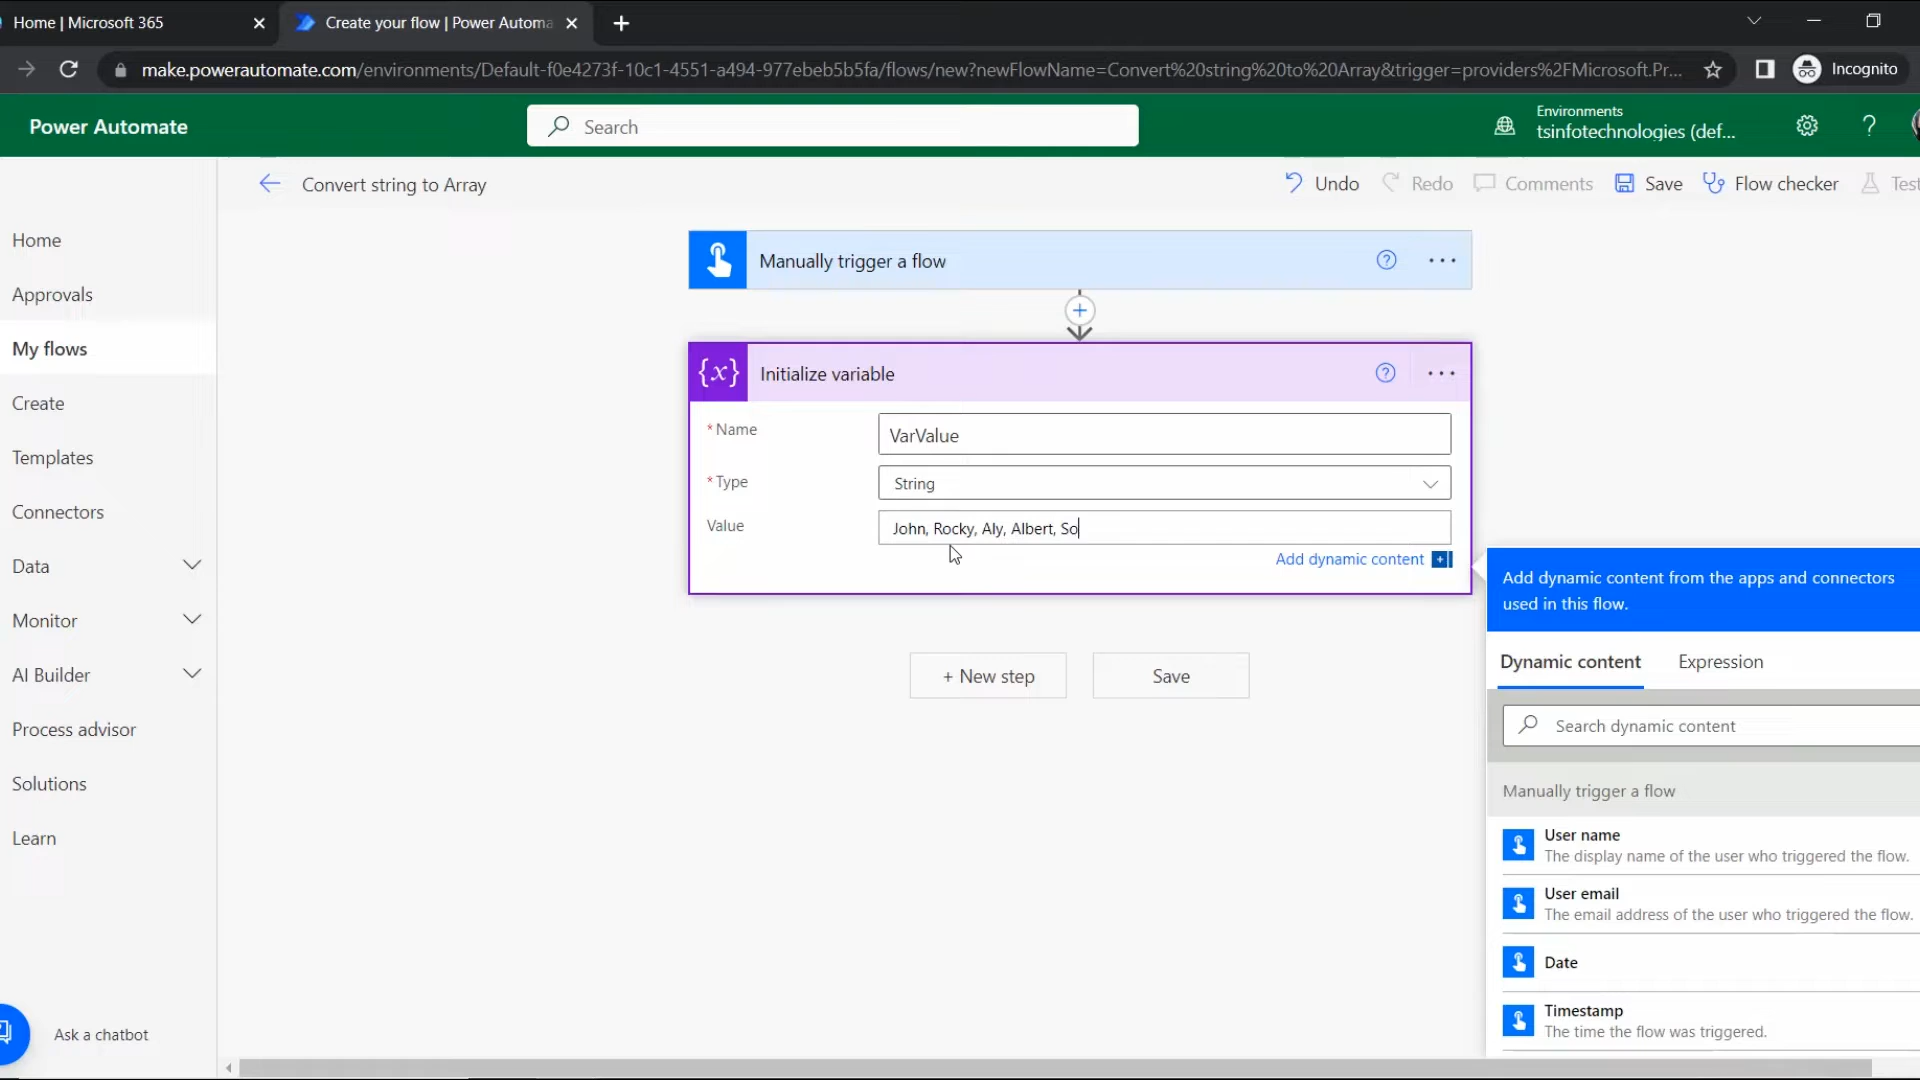 Home | Microsoft 365
Create your flow | Power Automa
make.powerautomate.com/environments/Default-f0e4273f-10c1-4551-a494-977ebeb5b5fa/flows/new?newFlowName=Convert%20string%20to%20Array&trigger=providers%2FMicrosoft.Pr...
Incognito
Power Automate
Search
Environments
tsinfotechnologies (def...
?
Convert string to Array
Undo
Redo
Comments
Save
Flow checker
Test
Home
Approvals
My flows
Create
Templates
Connectors
Data
Monitor
AI Builder
Process advisor
Solutions
Learn
Ask a chatbot
Manually trigger a flow
?
...
{x}
Initialize variable
?
...
* Name
VarValue
* Type
String
Value
John, Rocky, Aly, Albert, So
Add dynamic content
+ New step
Save
Add dynamic content from the apps and connectors
used in this flow.
Dynamic content
Expression
Search dynamic content
Manually trigger a flow
User name
The display name of the user who triggered the flow.
User email
The email address of the user who triggered the flow.
Date
Timestamp
The time the flow was triggered.